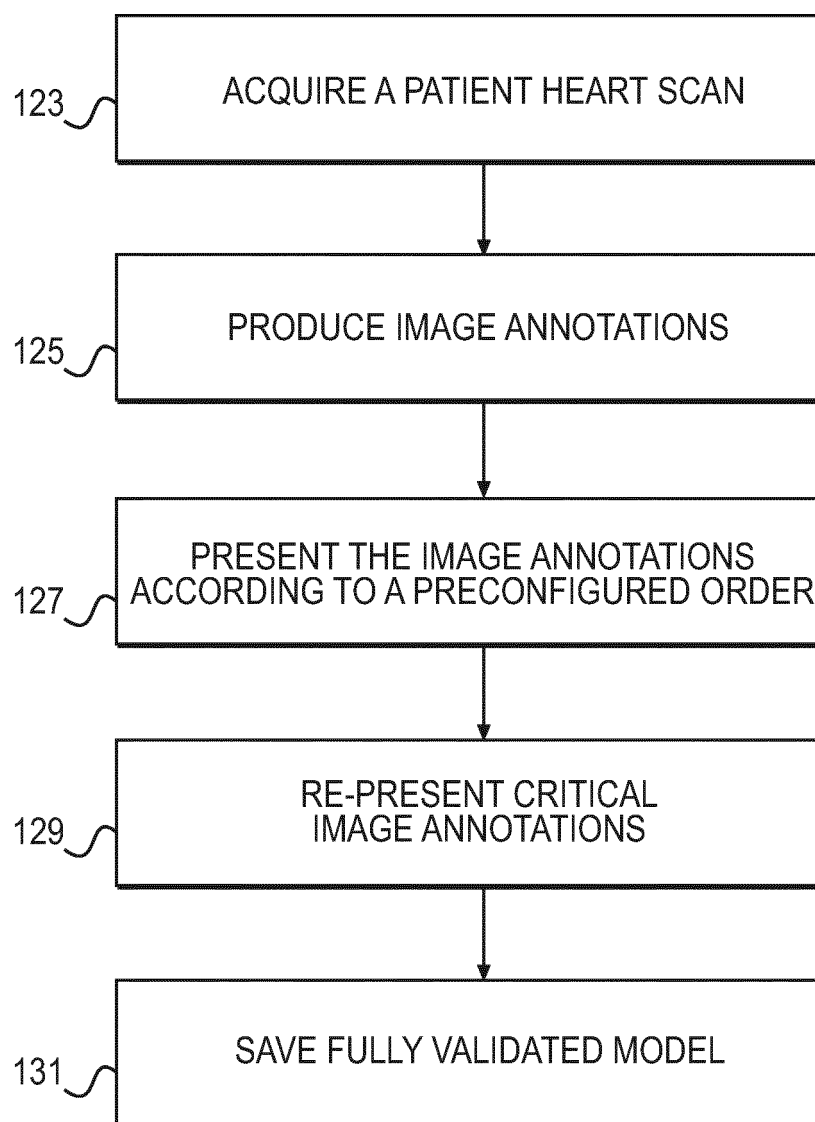 ACQUIRE A PATIENT HEART SCAN
123
PRODUCE IMAGE ANNOTATIONS
125
PRESENT THE IMAGE ANNOTATIONS
ACCORDING TO A PRECONFIGURED ORDER
127
RE-PRESENT CRITICAL
IMAGE ANNOTATIONS
129
SAVE FULLY VALIDATED MODEL
131